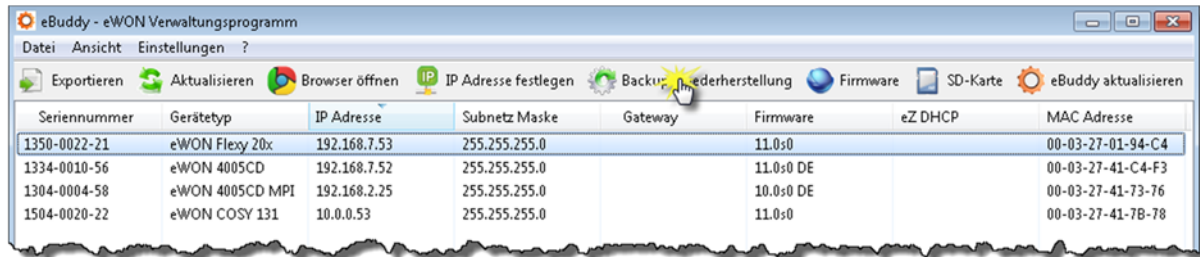 eBuddy - eWON Verwaltungsprogramm
Datei Ansicht Einstellungen ?
Exportieren Aktualisieren Browser öffnen IP IP Adresse festlegen Backup ederherstellung Firmware SD-Karte eBuddy aktualisieren
Seriennummer Gerätetyp IP Adresse Subnetz Maske Gateway Firmware eZ DHCP MAC Adresse
1350-0022-21 eWON Flexy 20x 192.168.7.53 255.255.255.0 11.0s0 00-03-27-01-94-C4
1334-0010-56 eWON 4005CD 192.168.7.52 255.255.255.0 11.0s0 DE 00-03-27-41-C4-F3
1304-0004-58 eWON 4005CD MPI 192.168.2.25 255.255.255.0 10.0s0 DE 00-03-27-41-73-76
1504-0020-22 eWON COSY 131 10.0.0.53 255.255.255.0 11.0s0 00-03-27-41-7B-78